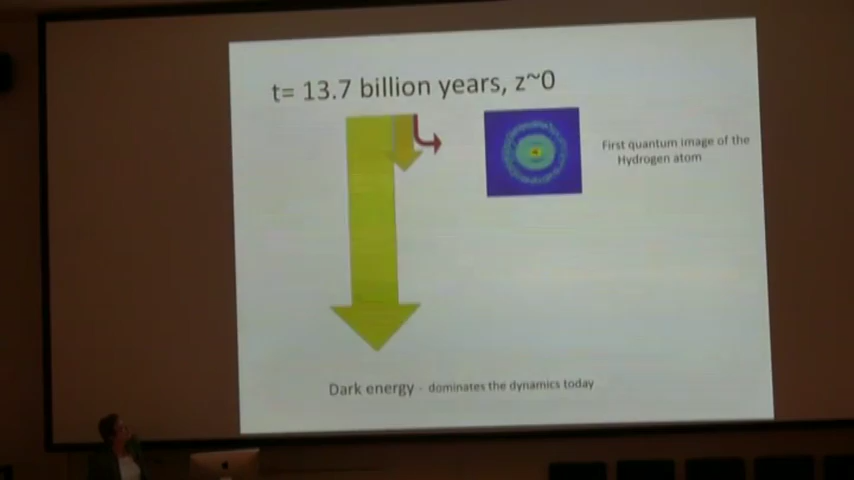 t= 13.7 billion years, z~0
First quantum image of the
Hydrogen atom
Dark energy - dominates the dynamics today